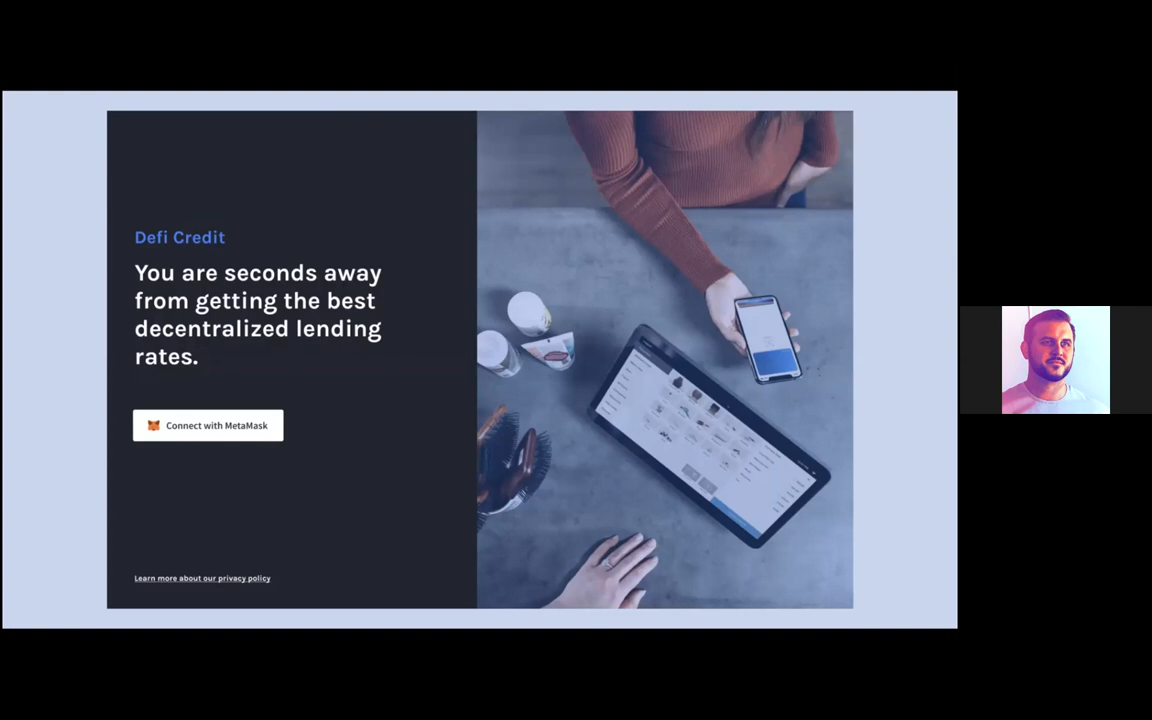 Defi Credit
You are seconds away
from getting the best
decentralized lending
rates.
Connect with MetaMask
Learn more about our privacy policy